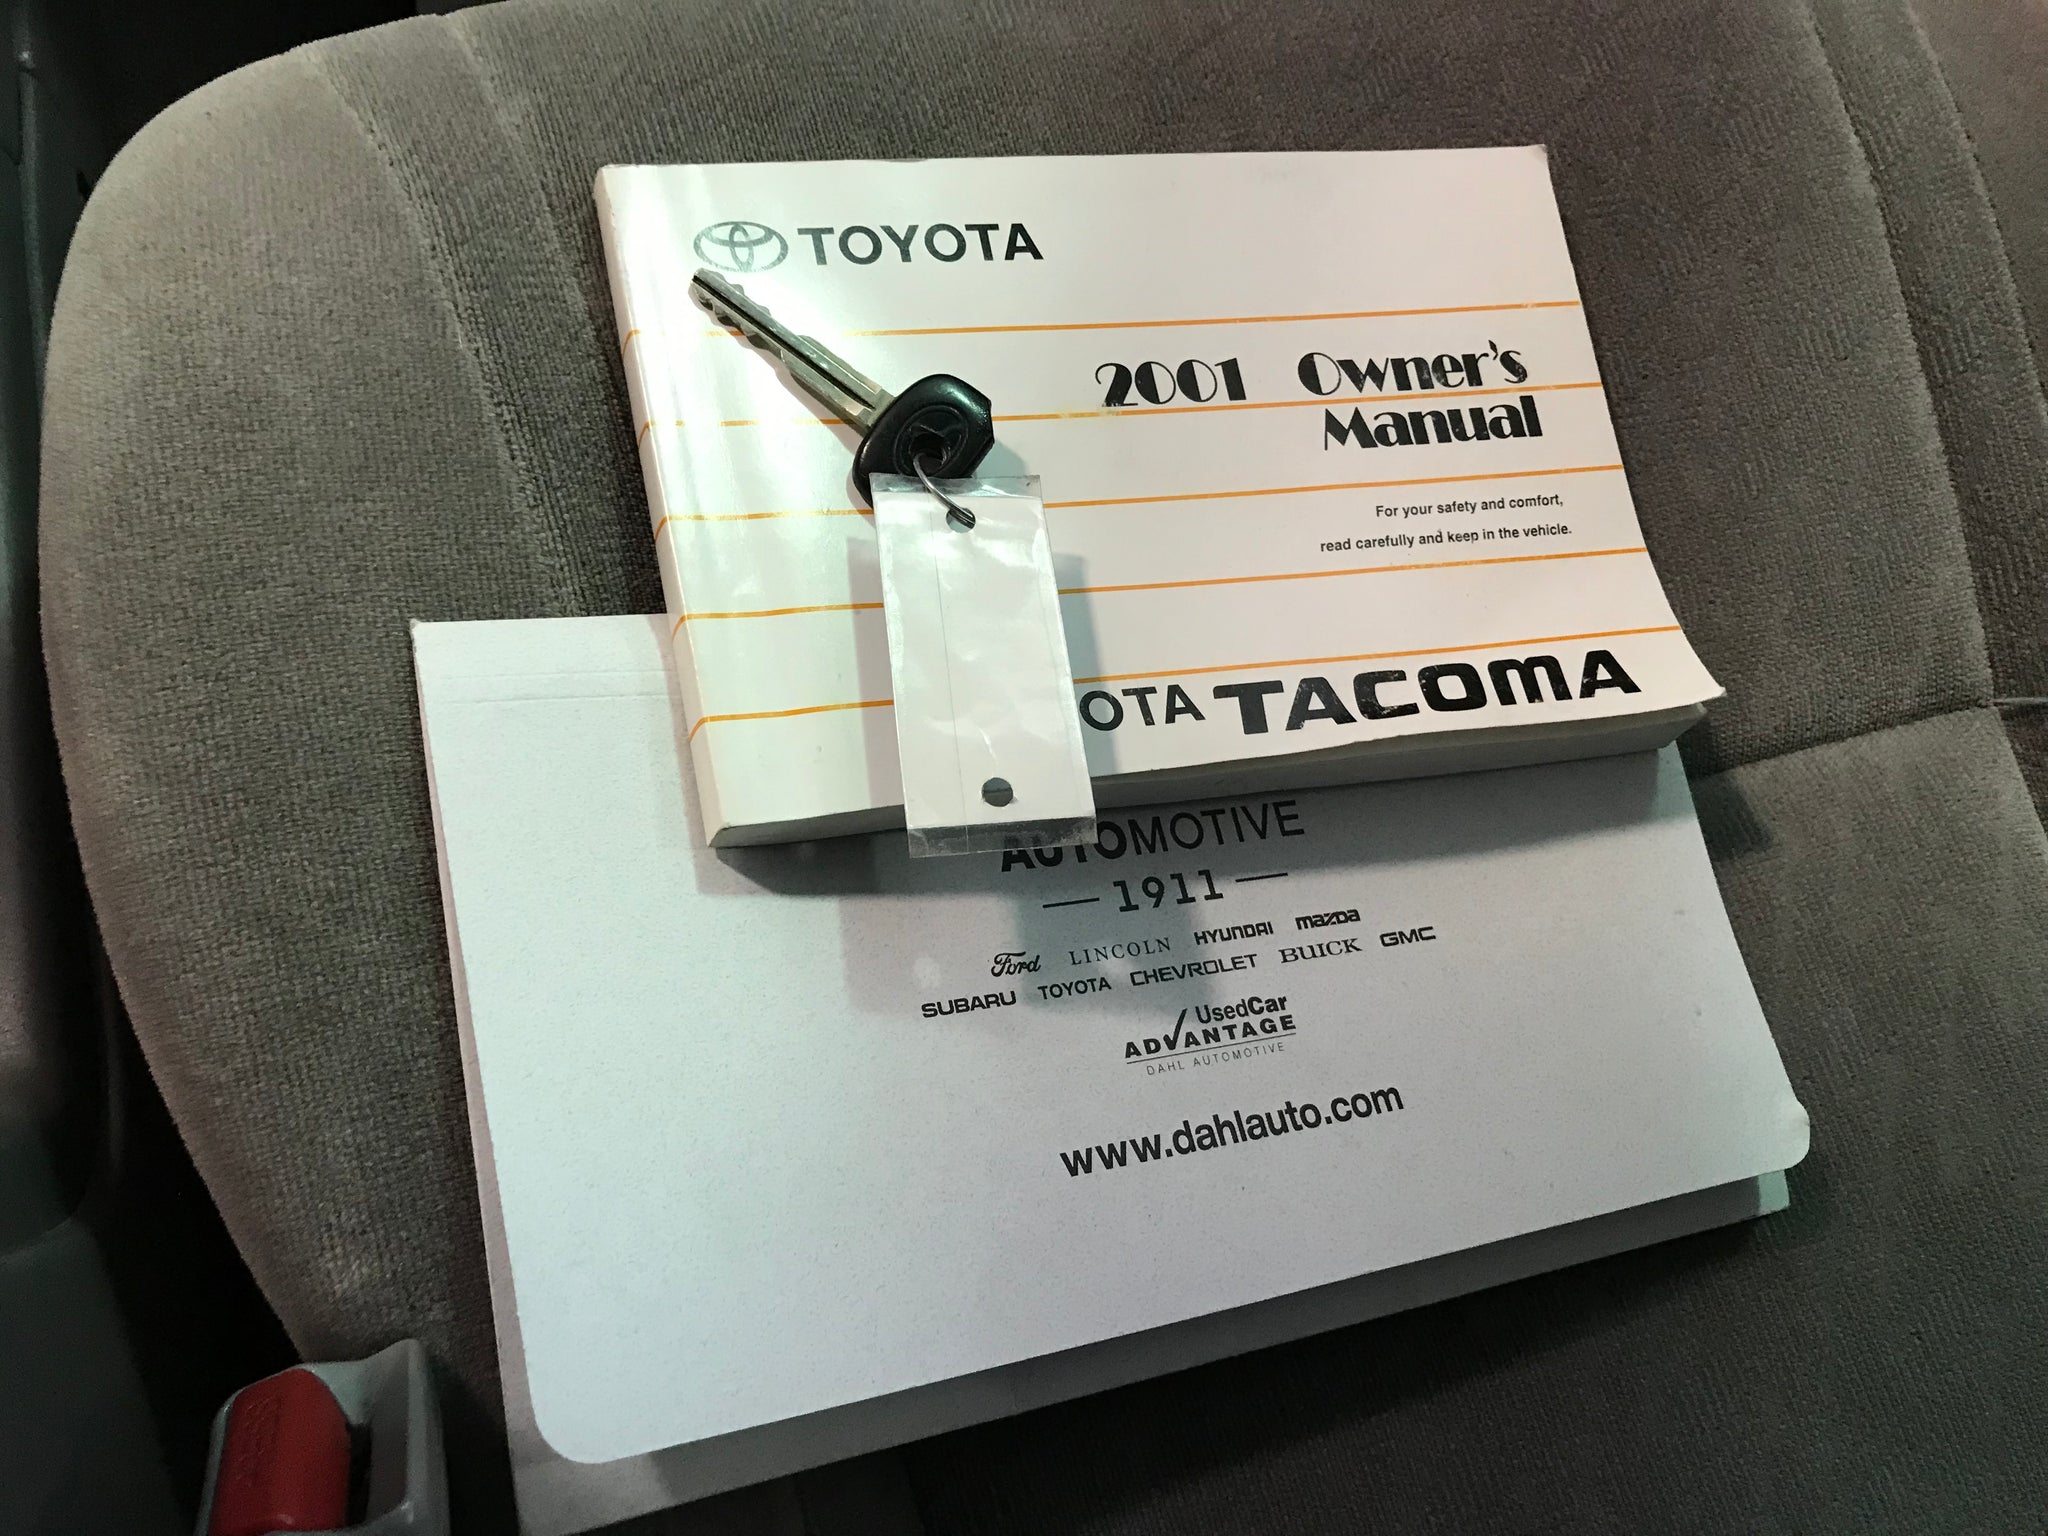 TOYOTA
2001 Owner's
Manual
For your safety and comfort,
read carefully and keep in the vehicle.
OTA TACOMA
AUTOMOTIVE
— 1911 —
Ford LINCOLN HYUNDAI mazda
SUBARU TOYOTA CHEVROLET BUICK GMC
UsedCar
ADVANTAGE
DAHL AUTOMOTIVE
www.dahlauto.com